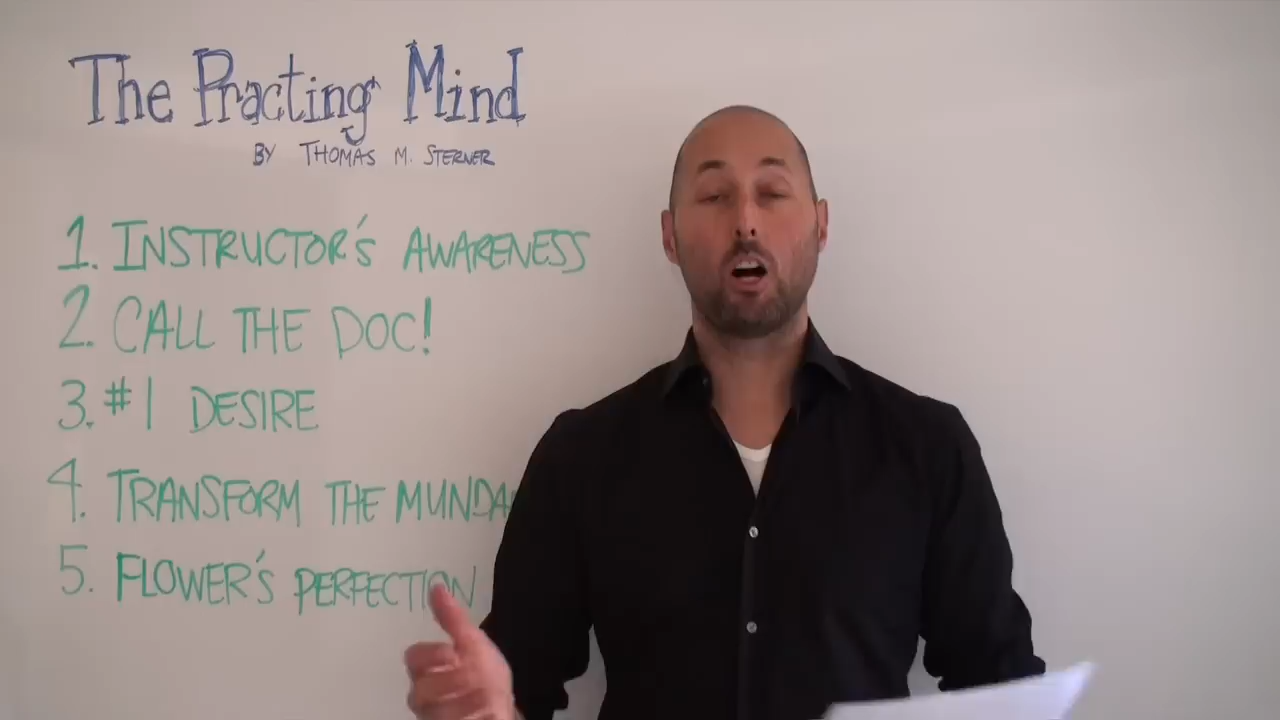 The Practing Mind
BY THOMAS M. STERNER
1. INSTRUCTOR'S AWARENESS
2. CALL THE DOC!
3. #1 DESIRE
4. TRANSFORM THE MUNDA
5. FLOWER'S PERFECTION